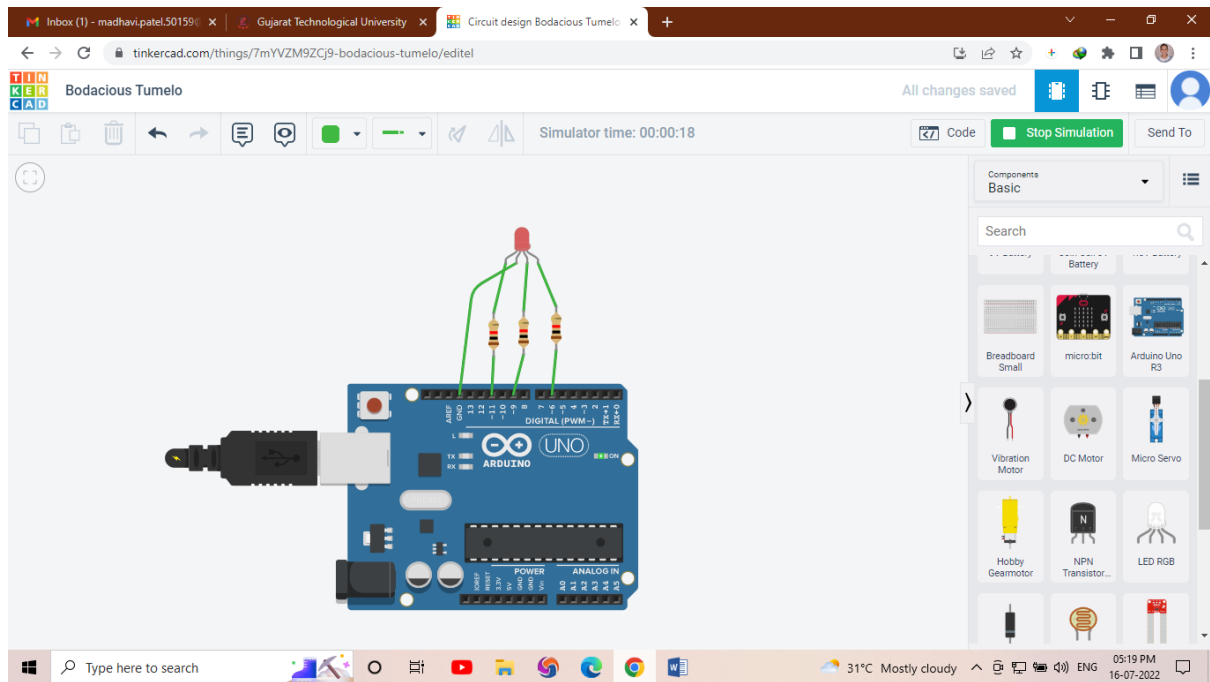 Inbox (1) - madhavi.patel.50159
Gujarat Technological University
Circuit design Bodacious Tumelo
tinkercad.com/things/7mYVZM9ZCj9-bodacious-tumelo/editel
TIN
KER
CAD
Bodacious Tumelo
All changes saved
Simulator time: 00:00:18
Code
Stop Simulation
Send To
Components
Basic
Search
Battery
Breadboard Small
micro:bit
Arduino Uno R3
Vibration Motor
DC Motor
Micro Servo
N
Hobby Gearmotor
NPN Transistor...
LED RGB
AREF
GND
13
12
~11
~10
~9
8
7
~6
~5
4
~3
2
TX→1
RX←0
DIGITAL (PWM~)
L
TX
RX
ARDUINO
UNO
ON
IOREF
RESET
3.3V
5V
GND
GND
Vin
POWER
ANALOG IN
A0
A1
A2
A3
A4
A5
Type here to search
31°C Mostly cloudy
ENG
05:19 PM
16-07-2022